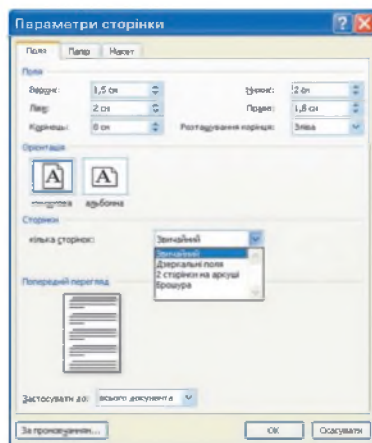 Параметри сторінки
Поля Папір Макет
Поля
Верхнє: 1,5 см Нижнє: 2 см
Ліве: 2 см Праве: 1,5 см
Корінець: 0 см Розташування корінця: Зліва
Орієнтація
книжкова альбомна
Сторінки
кілька сторінок: Звичайний
Звичайний
Дзеркальні поля
2 сторінки на аркуші
Брошура
Попередній перегляд
Застосувати до: всього документа
За промовчанням... ОК Скасувати